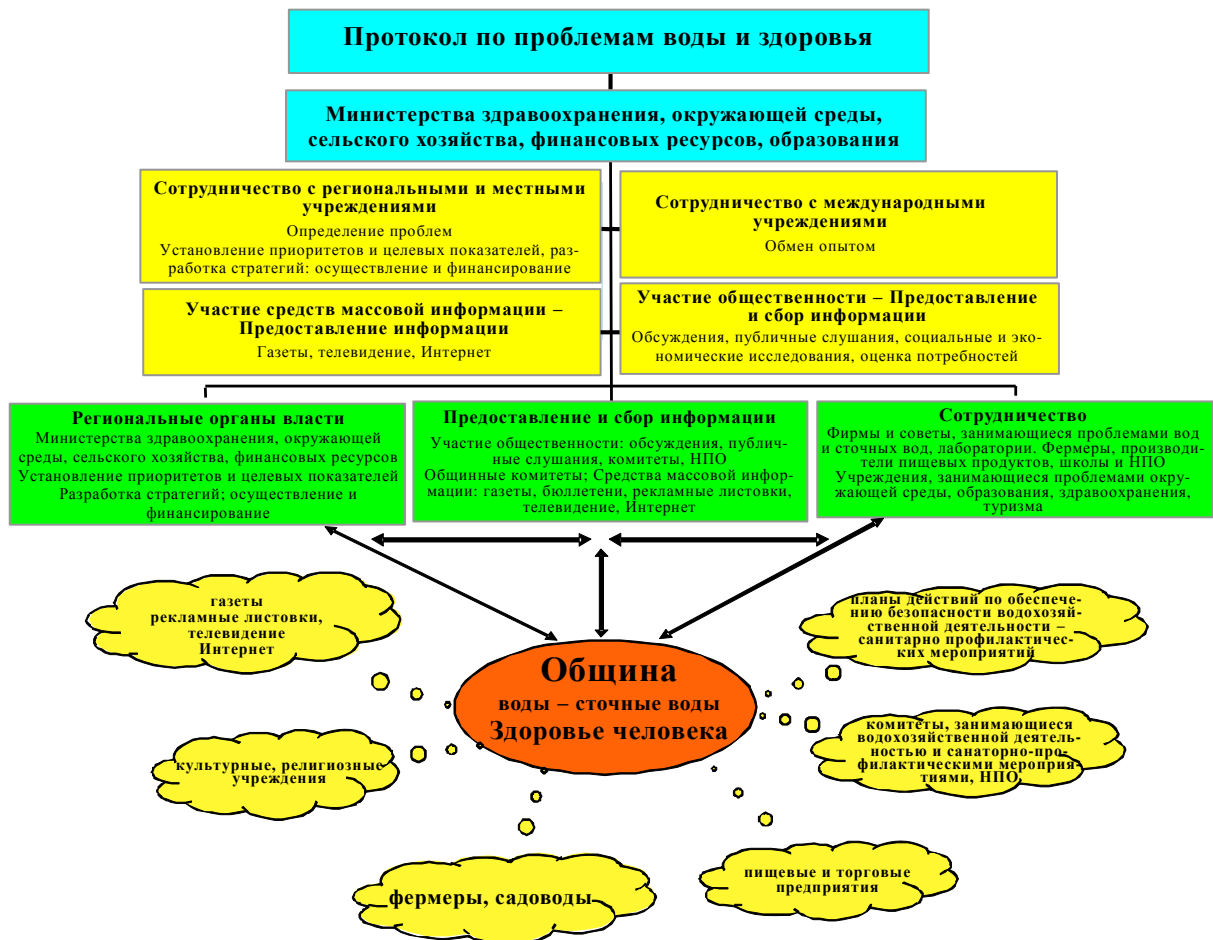 Протокол по проблемам воды и здоровья
Министерства здравоохранения, окружающей среды,
сельского хозяйства, финансовых ресурсов, образования
Сотрудничество с региональными и местными
учреждениями
Определение проблем
Установление приоритетов и целевых показателей, раз-
работка стратегий: осуществление и финансирование
Сотрудничество с международными
учреждениями
Обмен опытом
Участие средств массовой информации –
Предоставление информации
Газеты, телевидение, Интернет
Участие общественности – Предоставление
и сбор информации
Обсуждения, публичные слушания, социальные и эко-
номические исследования, оценка потребностей
Региональные органы власти
Министерства здравоохранения, окружающей
среды, сельского хозяйства, финансовых ресурсов
Установление приоритетов и целевых показателей
Разработка стратегий; осуществление и
финансирование
Предоставление и сбор информации
Участие общественности: обсуждения, публич-
ные слушания, комитеты, НПО
Общинные комитеты; Средства массовой инфор-
мации: газеты, бюллетени, рекламные листовки,
телевидение, Интернет
Сотрудничество
Фирмы и советы, занимающиеся проблемами вод
и сточных вод, лаборатории. Фермеры, производи-
тели пищевых продуктов, школы и НПО
Учреждения, занимающиеся проблемами окру-
жающей среды, образования, здравоохранения,
туризма
газеты
рекламные листовки,
телевидение
Интернет
планы действий по обеспече-
нию безопасности водохозяй-
ственной деятельности –
санитарно профилактичес-
ких мероприятий
Община
воды – сточные воды
Здоровье человека
культурные, религиозные
учреждения
комитеты, занимающиеся
водохозяйственной деятель-
ностью и санаторно-про-
филактическими мероприя-
тиями, НПО
фермеры, садоводы
пищевые и торговые
предприятия